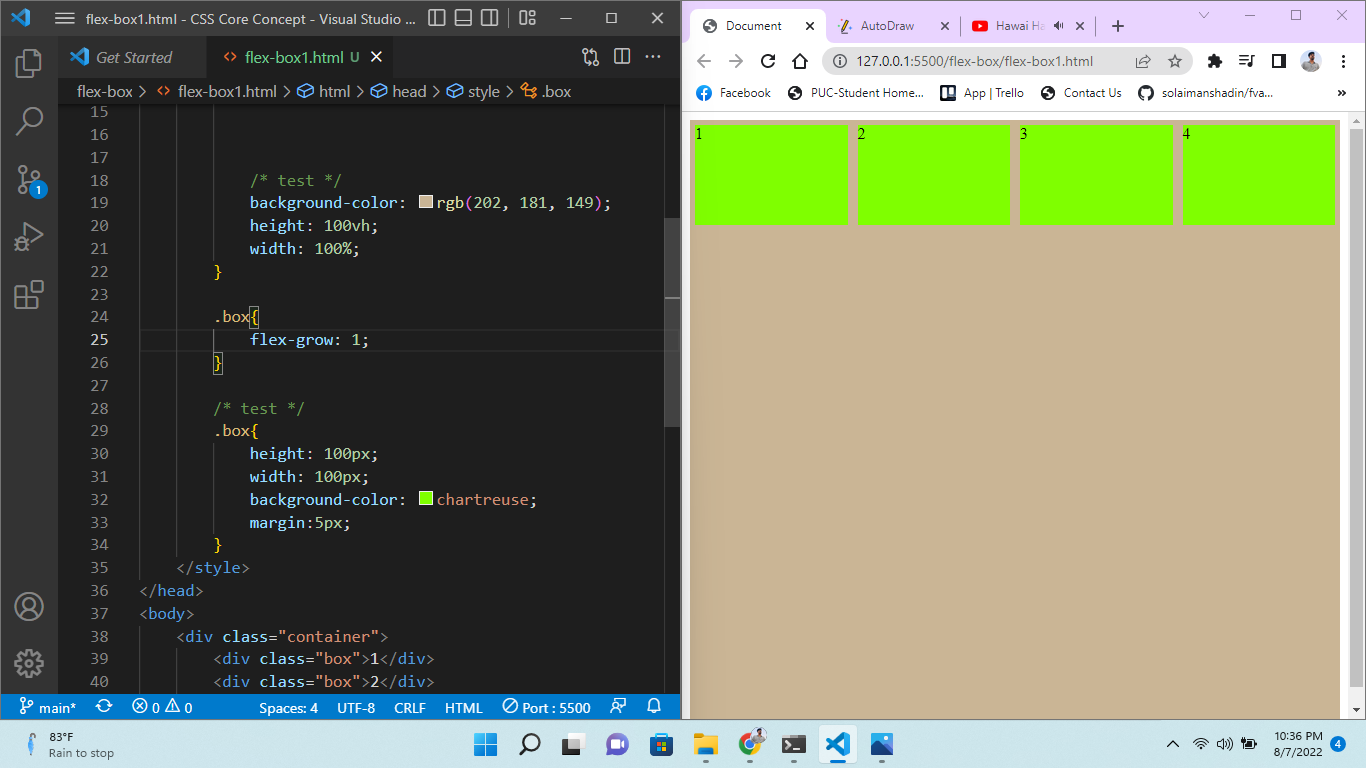 flex-box1.html - CSS Core Concept - Visual Studio ...
Get Started
flex-box1.html U
flex-box > flex-box1.html > html > head > style > .box
15
16
17
18 /* test */
19 background-color: rgb(202, 181, 149);
20 height: 100vh;
21 width: 100%;
22 }
23
24 .box{
25 flex-grow: 1;
26 }
27
28 /* test */
29 .box{
30 height: 100px;
31 width: 100px;
32 background-color: chartreuse;
33 margin:5px;
34 }
35 </style>
36 </head>
37 <body>
38 <div class="container">
39 <div class="box">1</div>
40 <div class="box">2</div>
1
main* 0 0 Spaces: 4 UTF-8 CRLF HTML Port : 5500
Document AutoDraw Hawai Ha
127.0.0.1:5500/flex-box/flex-box1.html
Facebook PUC-Student Home... App | Trello Contact Us solaimanshadin/fva... »
1 2 3 4
83°F
Rain to stop
10:36 PM
8/7/2022
4